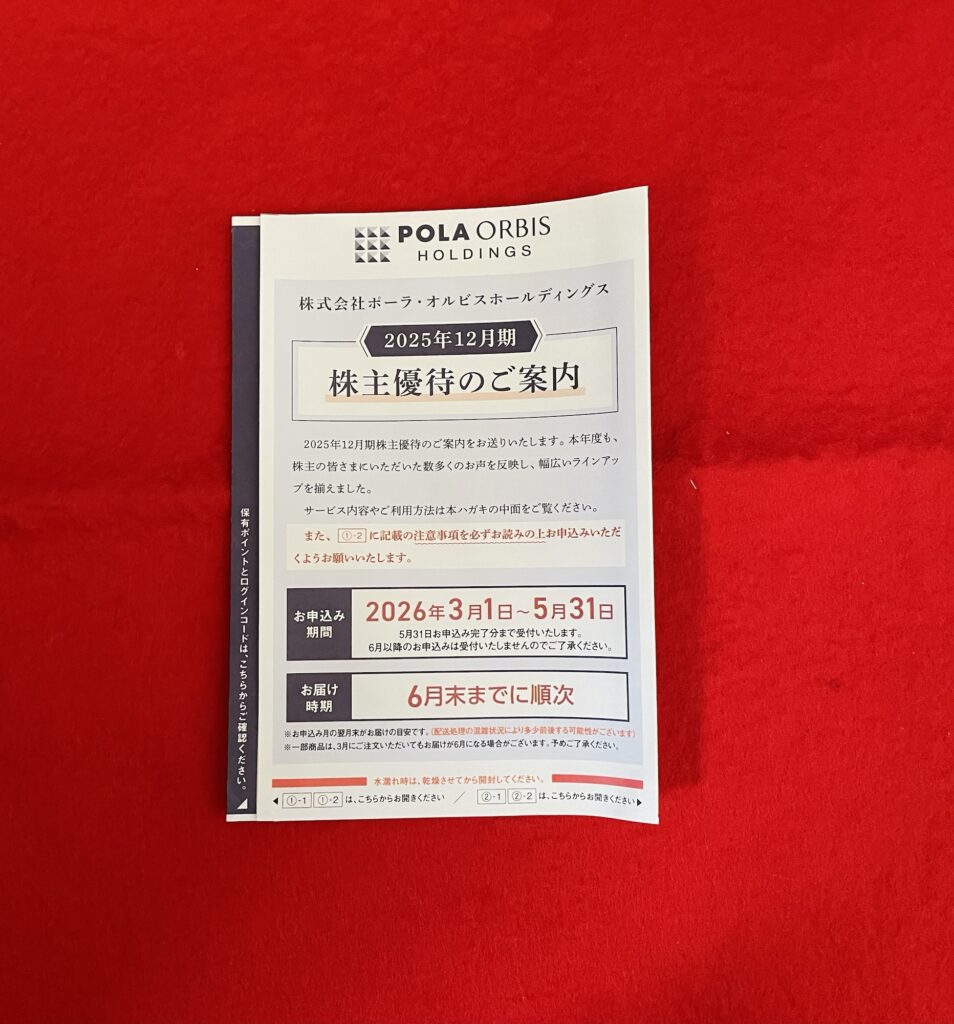 POLA ORBIS
HOLDINGS
株式会社ポーラ・オルビスホールディングス
2025年12月期
株主優待のご案内
2025年12月期株主優待のご案内をお送りいたします。本年度も、
株主の皆さまにいただいた数多くのお声を反映し、幅広いラインアッ
プを揃えました。
サービス内容やご利用方法は本ハガキの中面をご覧ください。
また、①-2に記載の注意事項を必ずお読みの上お申込みいただ
くようお願いいたします。
お申込み
期間
2026年3月1日～5月31日
5月31日お申込み完了分まで受付いたします。
6月以降のお申込みは受付いたしませんのでご了承ください。
お届け
時期
6月末までに順次
※お申込み月の翌月末がお届けの目安です。(配送処理の混雑状況により多少前後する可能性がございます)
※一部商品は、3月にご注文いただいてもお届けが6月になる場合がございます。予めご了承ください。
水濡れ時は、乾燥させてから開封してください。
◀ ①-1 ①-2 は、こちらからお開きください ／ ②-1 ②-2 は、こちらからお開きください▶
保有ポイントとログインコードは、こちらからご確認ください。